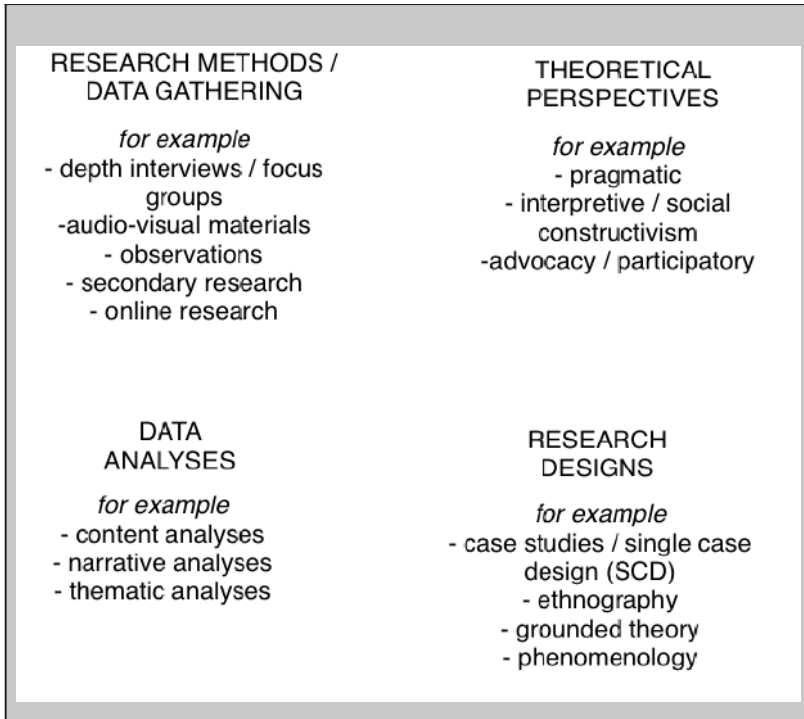 RESEARCH METHODS /
DATA GATHERING
for example
- depth interviews / focus
groups
-audio-visual materials
- observations
- secondary research
- online research
THEORETICAL
PERSPECTIVES
for example
- pragmatic
- interpretive / social
constructivism
-advocacy / participatory
DATA
ANALYSES
for example
- content analyses
- narrative analyses
- thematic analyses
RESEARCH
DESIGNS
for example
- case studies / single case
design (SCD)
- ethnography
- grounded theory
- phenomenology